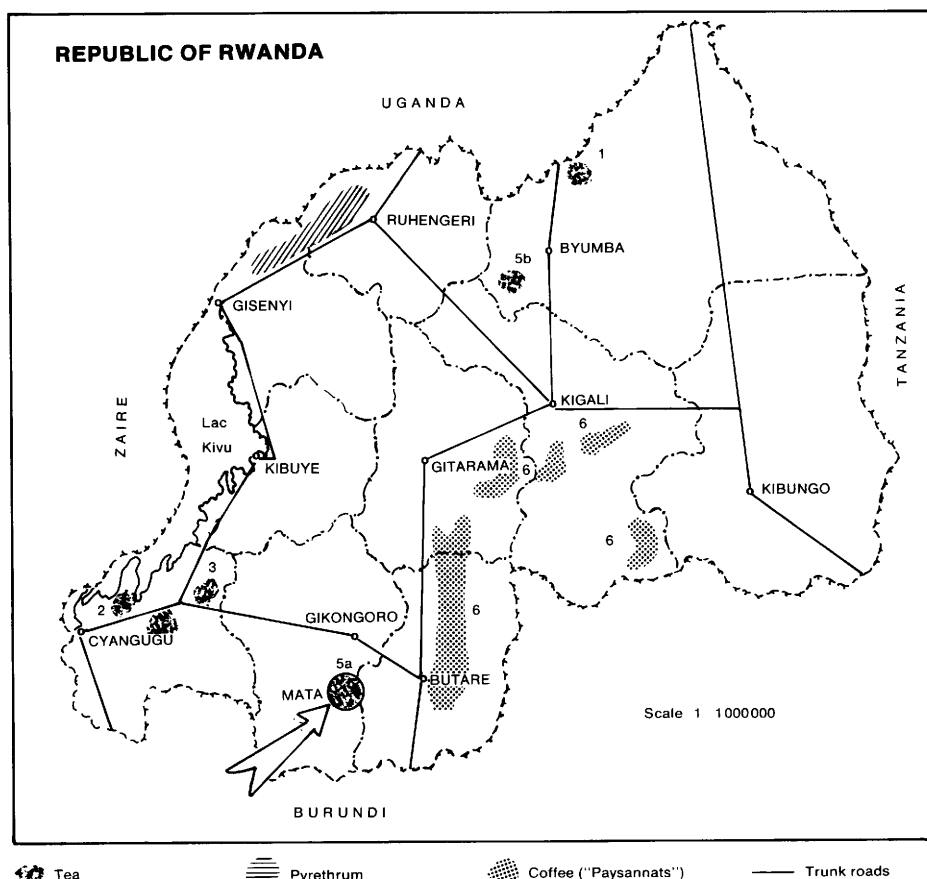 REPUBLIC OF RWANDA
UGANDA
1
RUHENGERI
BYUMBA
5b
GISENYI
TANZANIA
ZAIRE
KIGALI
Lac
Kivu
6
GITARAMA
6
KIBUYE
KIBUNGO
6
3
2
GIKONGORO
6
CYANGUGU
5a
MATA
BUTARE
Scale 1 1000000
BURUNDI
Tea
Pyrethrum
Coffee ("Paysannats")
Trunk roads